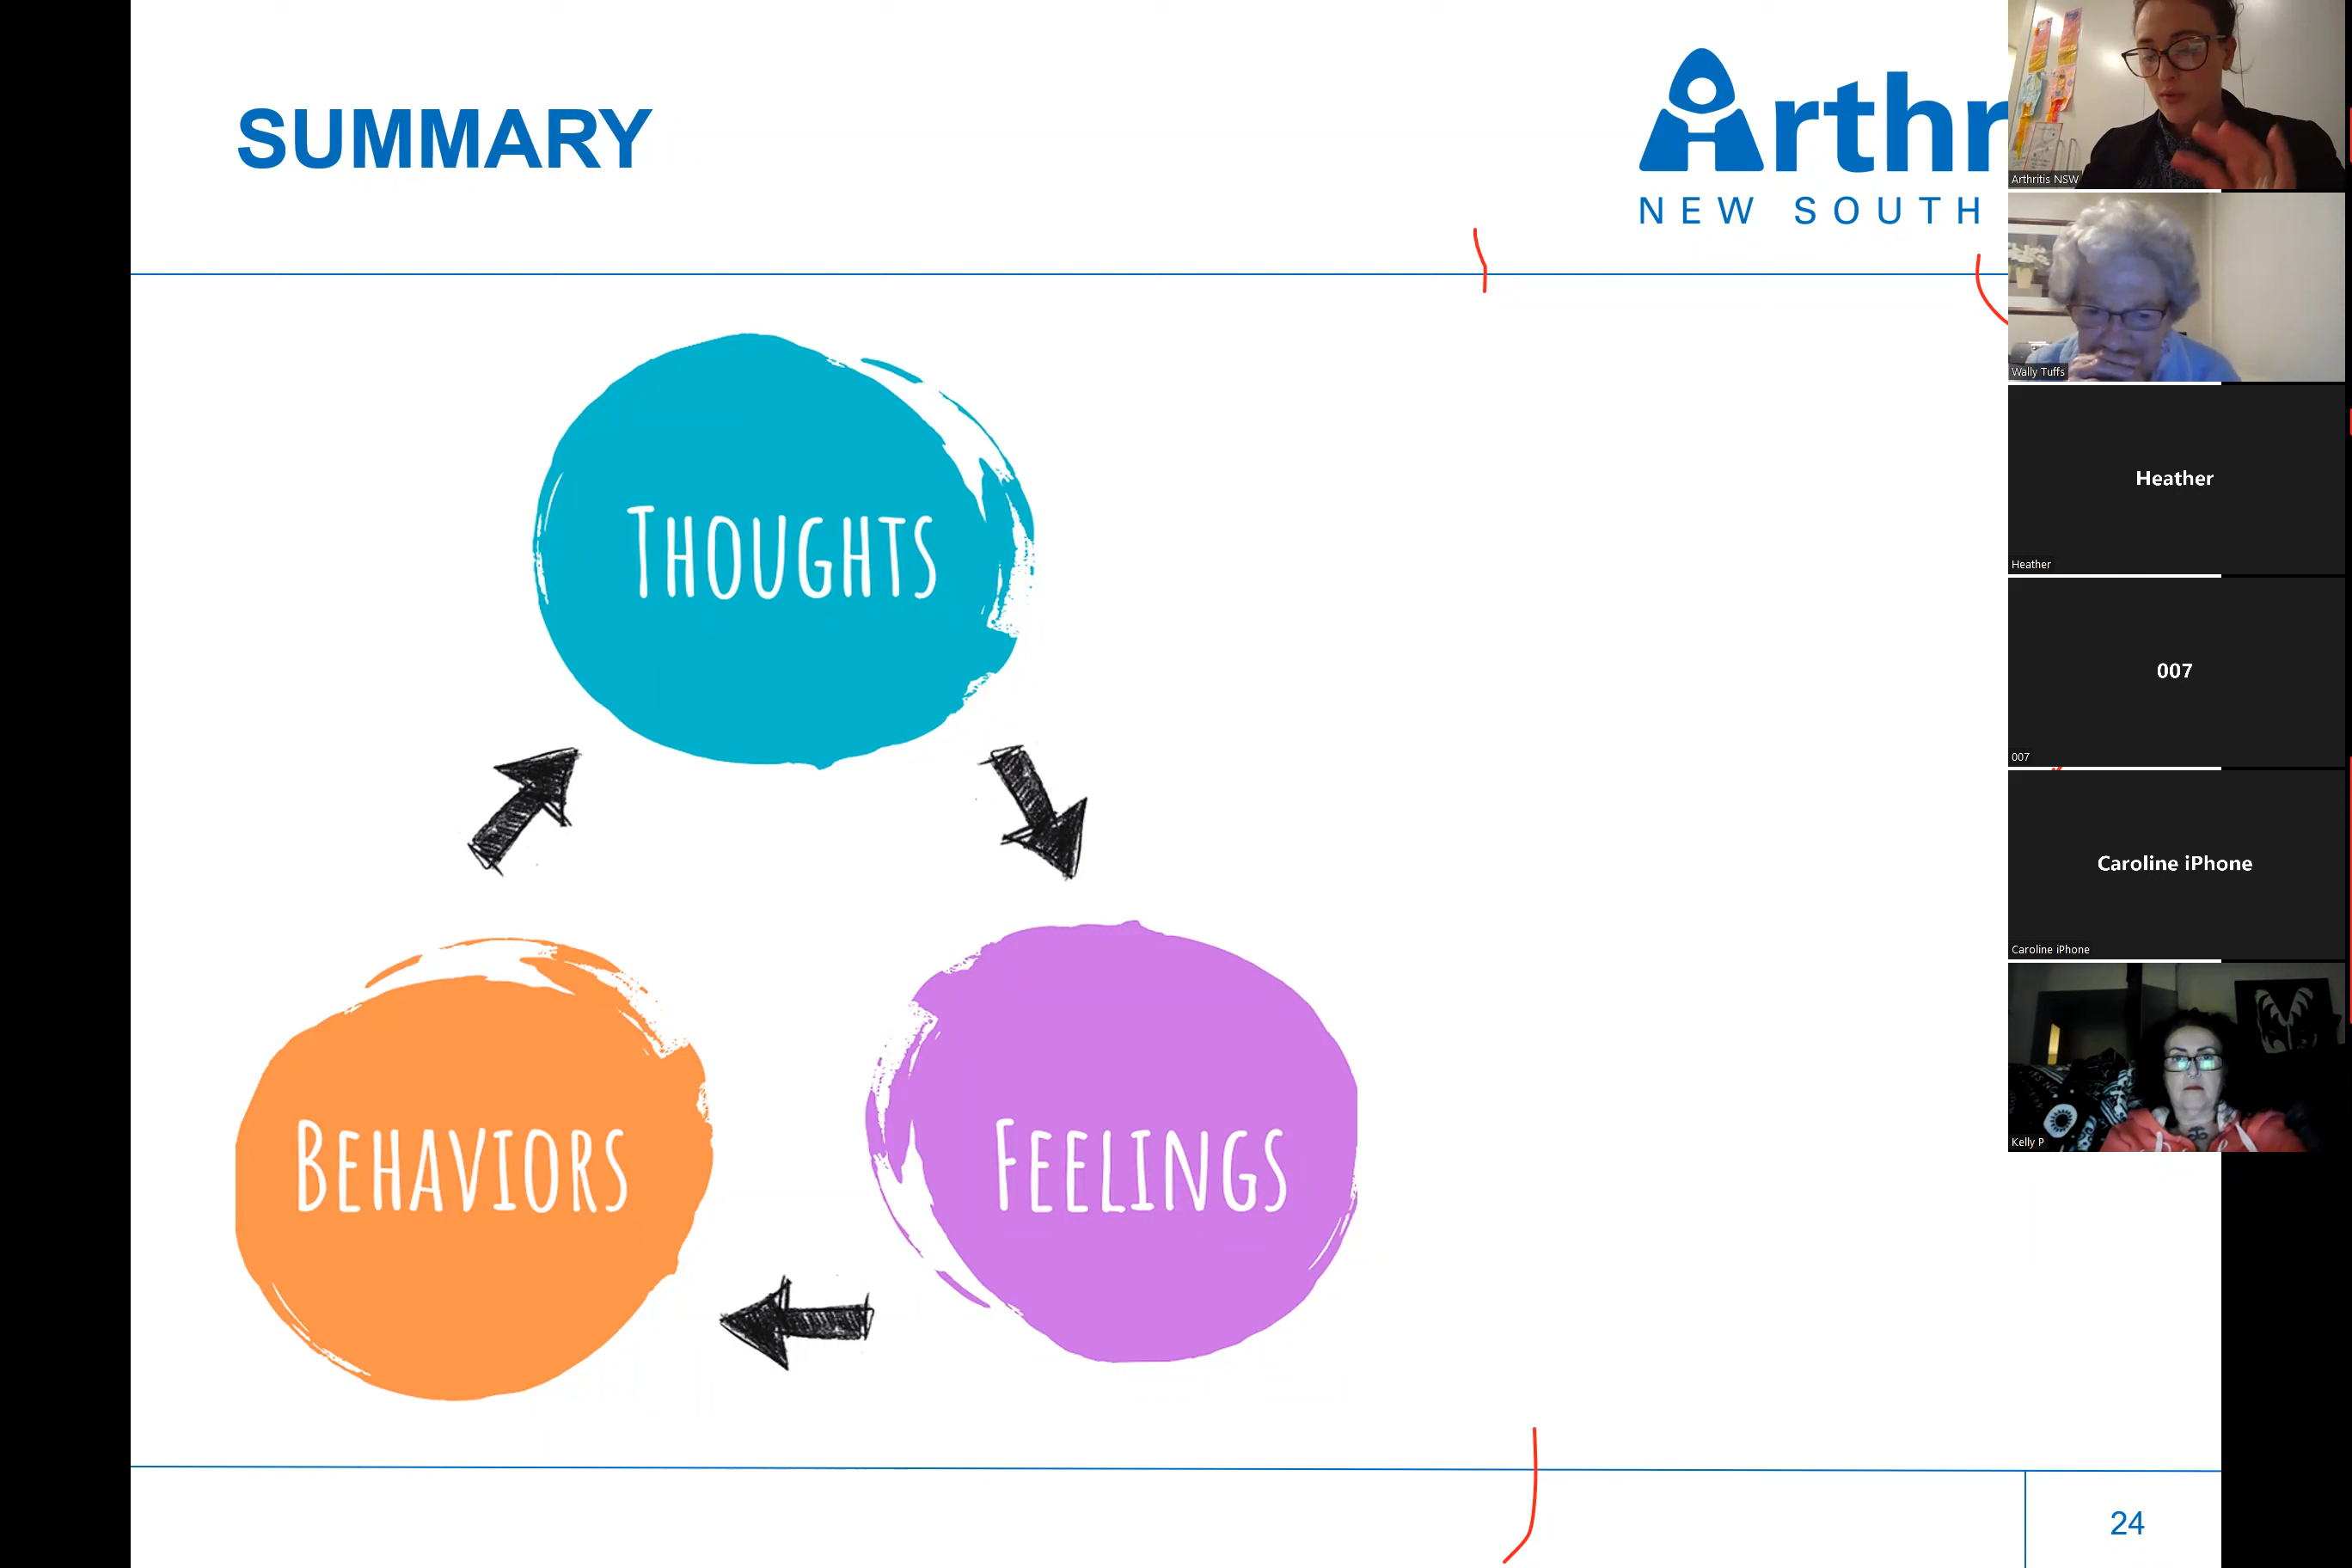 SUMMARY
Arthr
NEW SOUTH
THOUGHTS
BEHAVIORS
FEELINGS
24
Arthritis NSW
Wally Tuffs
Heather
Heather
007
007
Caroline iPhone
Caroline iPhone
Kelly P